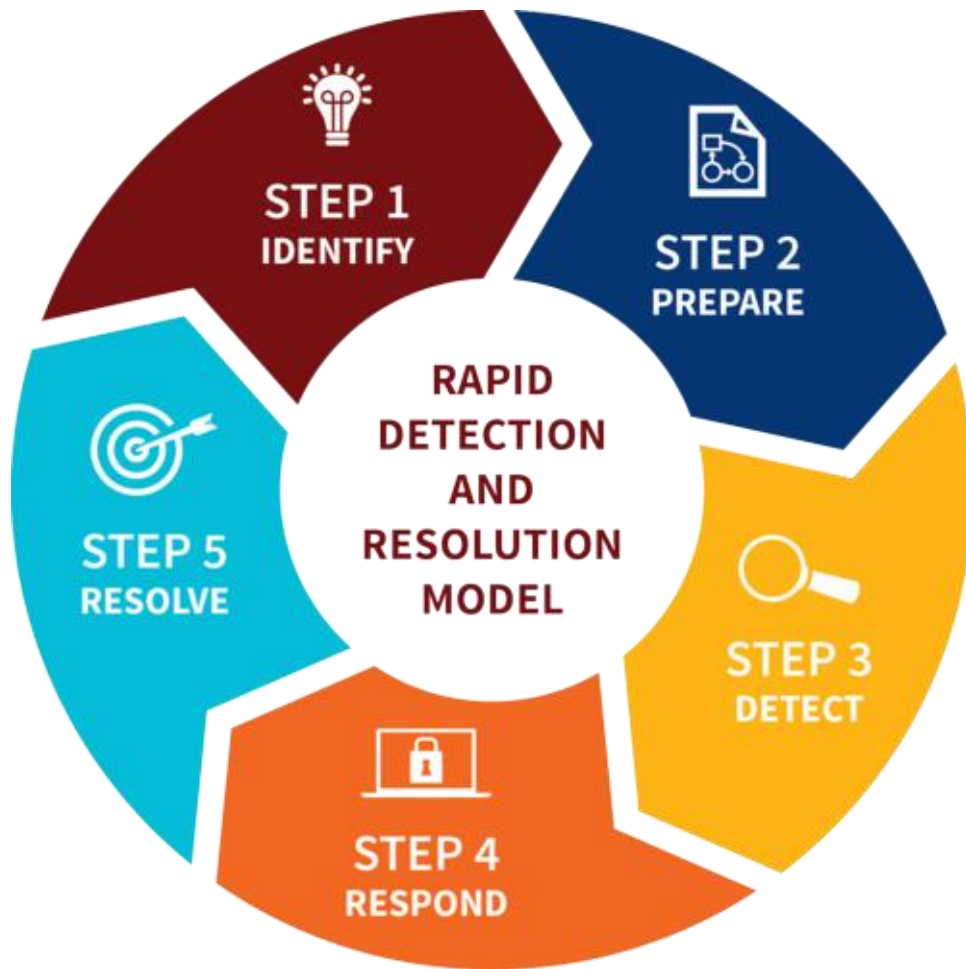 STEP 1
IDENTIFY
STEP 2
PREPARE
STEP 3
DETECT
STEP 4
RESPOND
STEP 5
RESOLVE
RAPID
DETECTION
AND
RESOLUTION
MODEL